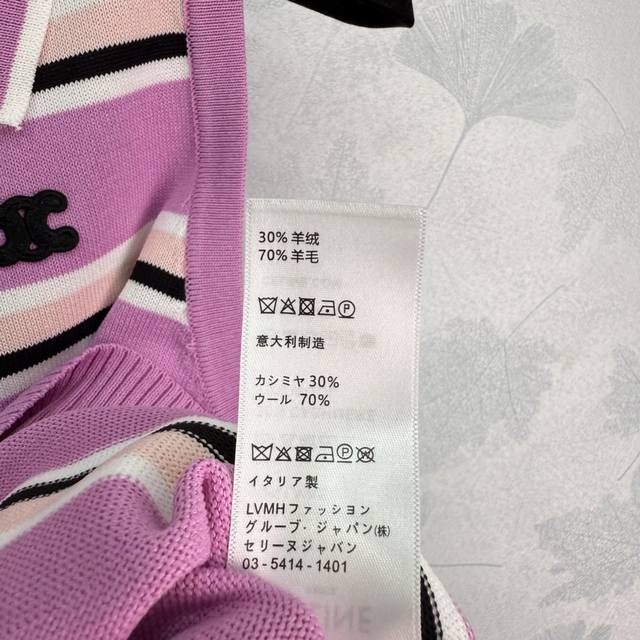 30% 羊绒
70% 羊毛
意大利制造
カシミヤ 30%
ウール 70%
イタリア製
LVMHファッション
グループ・ジャパン(株)
セリーヌジャパン
03 - 5414 - 1401